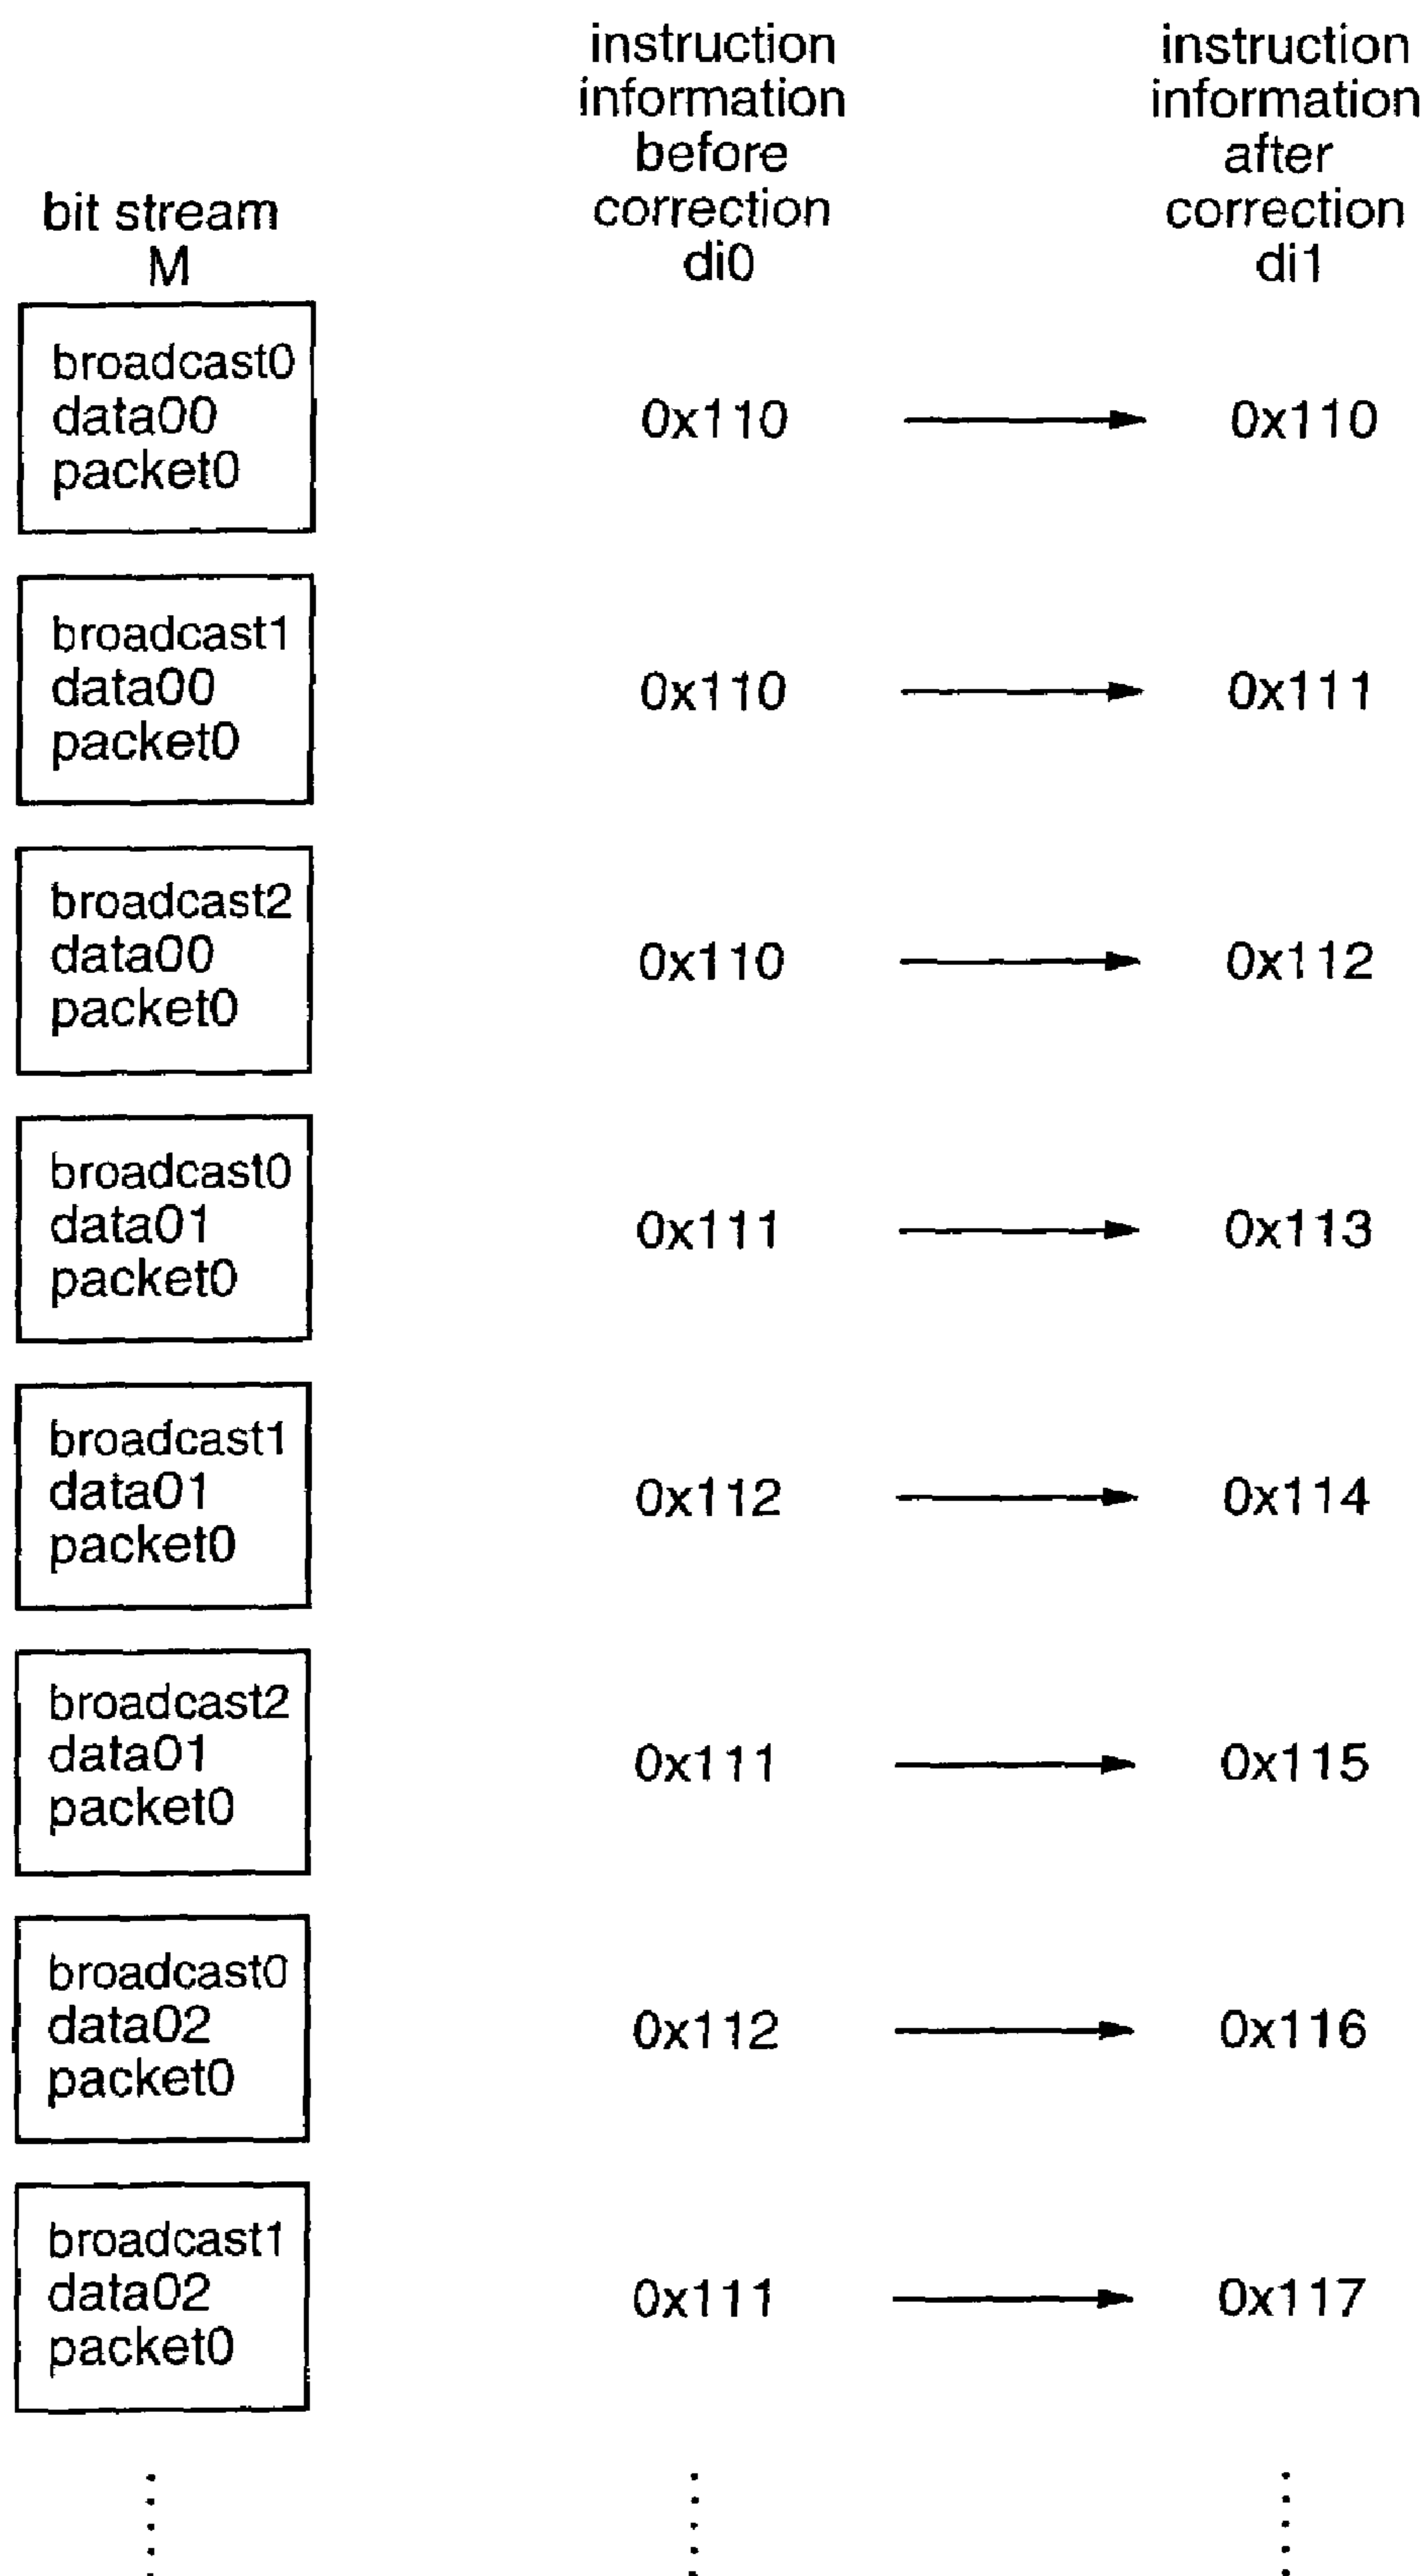 instruction
information
before
correction
di0
instruction
information
after
correction
di1
bit stream
M
broadcast0
data00
packet0
0x110
0x110
broadcast1
data00
packet0
0x110
0x111
broadcast2
data00
packet0
0x110
0x112
broadcast0
data01
packet0
0x111
0x113
broadcast1
data01
packet0
0x112
0x114
broadcast2
data01
packet0
0x111
0x115
broadcast0
data02
packet0
0x112
0x116
broadcast1
data02
packet0
0x111
0x117